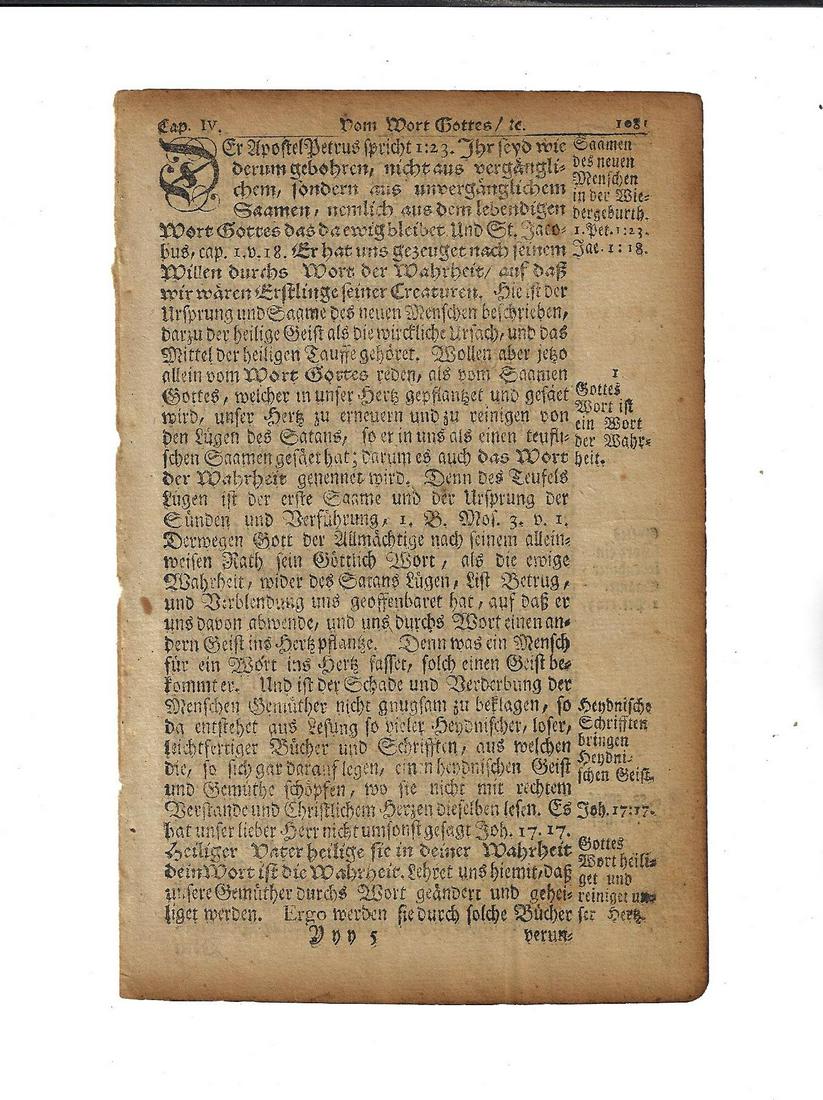 Cap. IV. Vom Wort Gottes/ ꝛc. 1081
DEr Apostel Petrus spricht 1:23. Ihr seyd wie
derum gebohren, nicht aus vergängli-
chem, sondern aus unvergänglichem
Saamen, nemlich aus dem lebendigen
Wort Gottes das da ewig bleibet. Und St. Jaco-
bus, cap. 1. v. 18. Er hat uns gezeuget nach seinem
Willen durchs Wort der Wahrheit/ auf daß
wir wären Erstlinge seiner Creaturen. Hie ist der
Ursprung und Saame des neuen Menschen beschrieben,
darzu der heilige Geist als die wirckliche Ursach, und das
Mittel der heiligen Tauffe gehöret. Wollen aber jetzo
allein vom Wort Gottes reden, als vom Saamen
Gottes, welcher in unser Hertz gepflantzet und gesäet
wird, unser Hertz zu erneuern und zu reinigen von
den Lügen des Satans, so er in uns als einen teufli-
schen Saamen gesäet hat; darum es auch das Wort
der Wahrheit genennet wird. Denn des Teufels
Lügen ist der erste Saame und der Ursprung der
Sünden und Verführung, 1. B. Mos. 3. v. 1.
Derwegen Gott der Allmächtige nach seinem allein-
weisen Rath sein Göttlich Wort, als die ewige
Wahrheit, wider des Satans Lügen, List Betrug,
und Verblendung uns geoffenbaret hat, auf daß er
uns davon abwende, und uns durchs Wort einen an-
dern Geist ins Hertz pflantze. Denn was ein Mensch
für ein Wort ins Hertz fasset, solch einen Geist be-
kommt er. Und ist der Schade und Verderbung der
Menschen Gemüther nicht gnugsam zu beklagen, so
da entstehet aus Lesung so vieler Heydnischer, loser,
leichtfertiger Bücher und Schrifften, aus welchen
die, so sich gar darauf legen, einen heydnischen Geist
und Gemüthe schöpfen, wo sie nicht mit rechtem
Verstande und Christlichem Herzen dieselben lesen. Es
hat unser lieber Herr nicht umsonst gesagt Joh. 17. 17.
Heiliger Vater heilige sie in deiner Wahrheit
dein Wort ist die Wahrheit. Lehret uns hiemit, daß
unsere Gemüther durchs Wort geändert und gehei-
liget werden. Ergo werden sie durch solche Bücher
Yyy 5 verun-
Saamen
des neuen
Menschen
in der Wie-
dergeburth.
1. Pet. 1:23.
Jac. 1:18.
1
Gottes
Wort ist
ein Wort
der Wahr-
heit.
Heydnische
Schrifften
bringen
Heydni-
schen Geist.
Joh. 17:17.
Gottes
Wort heili-
get und
reiniget un-
ser Hertz.